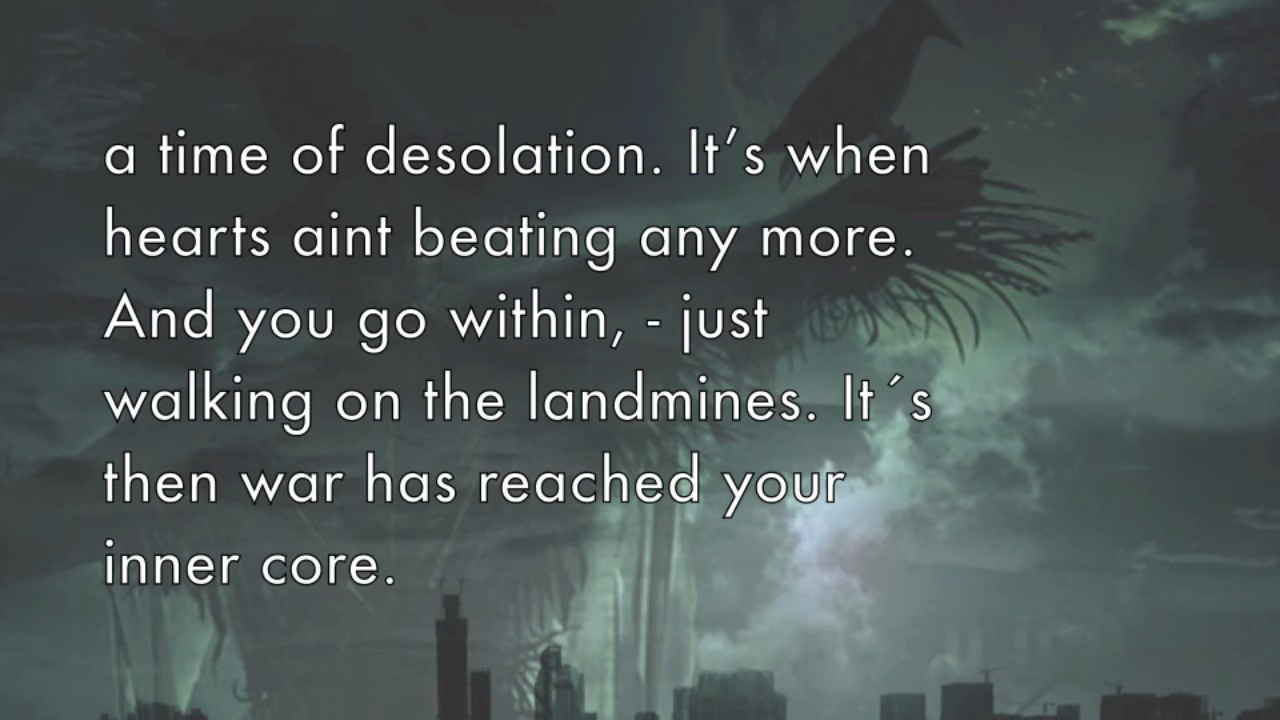 a time of desolation. It’s when
hearts aint beating any more.
And you go within, - just
walking on the landmines. It´s
then war has reached your
inner core.